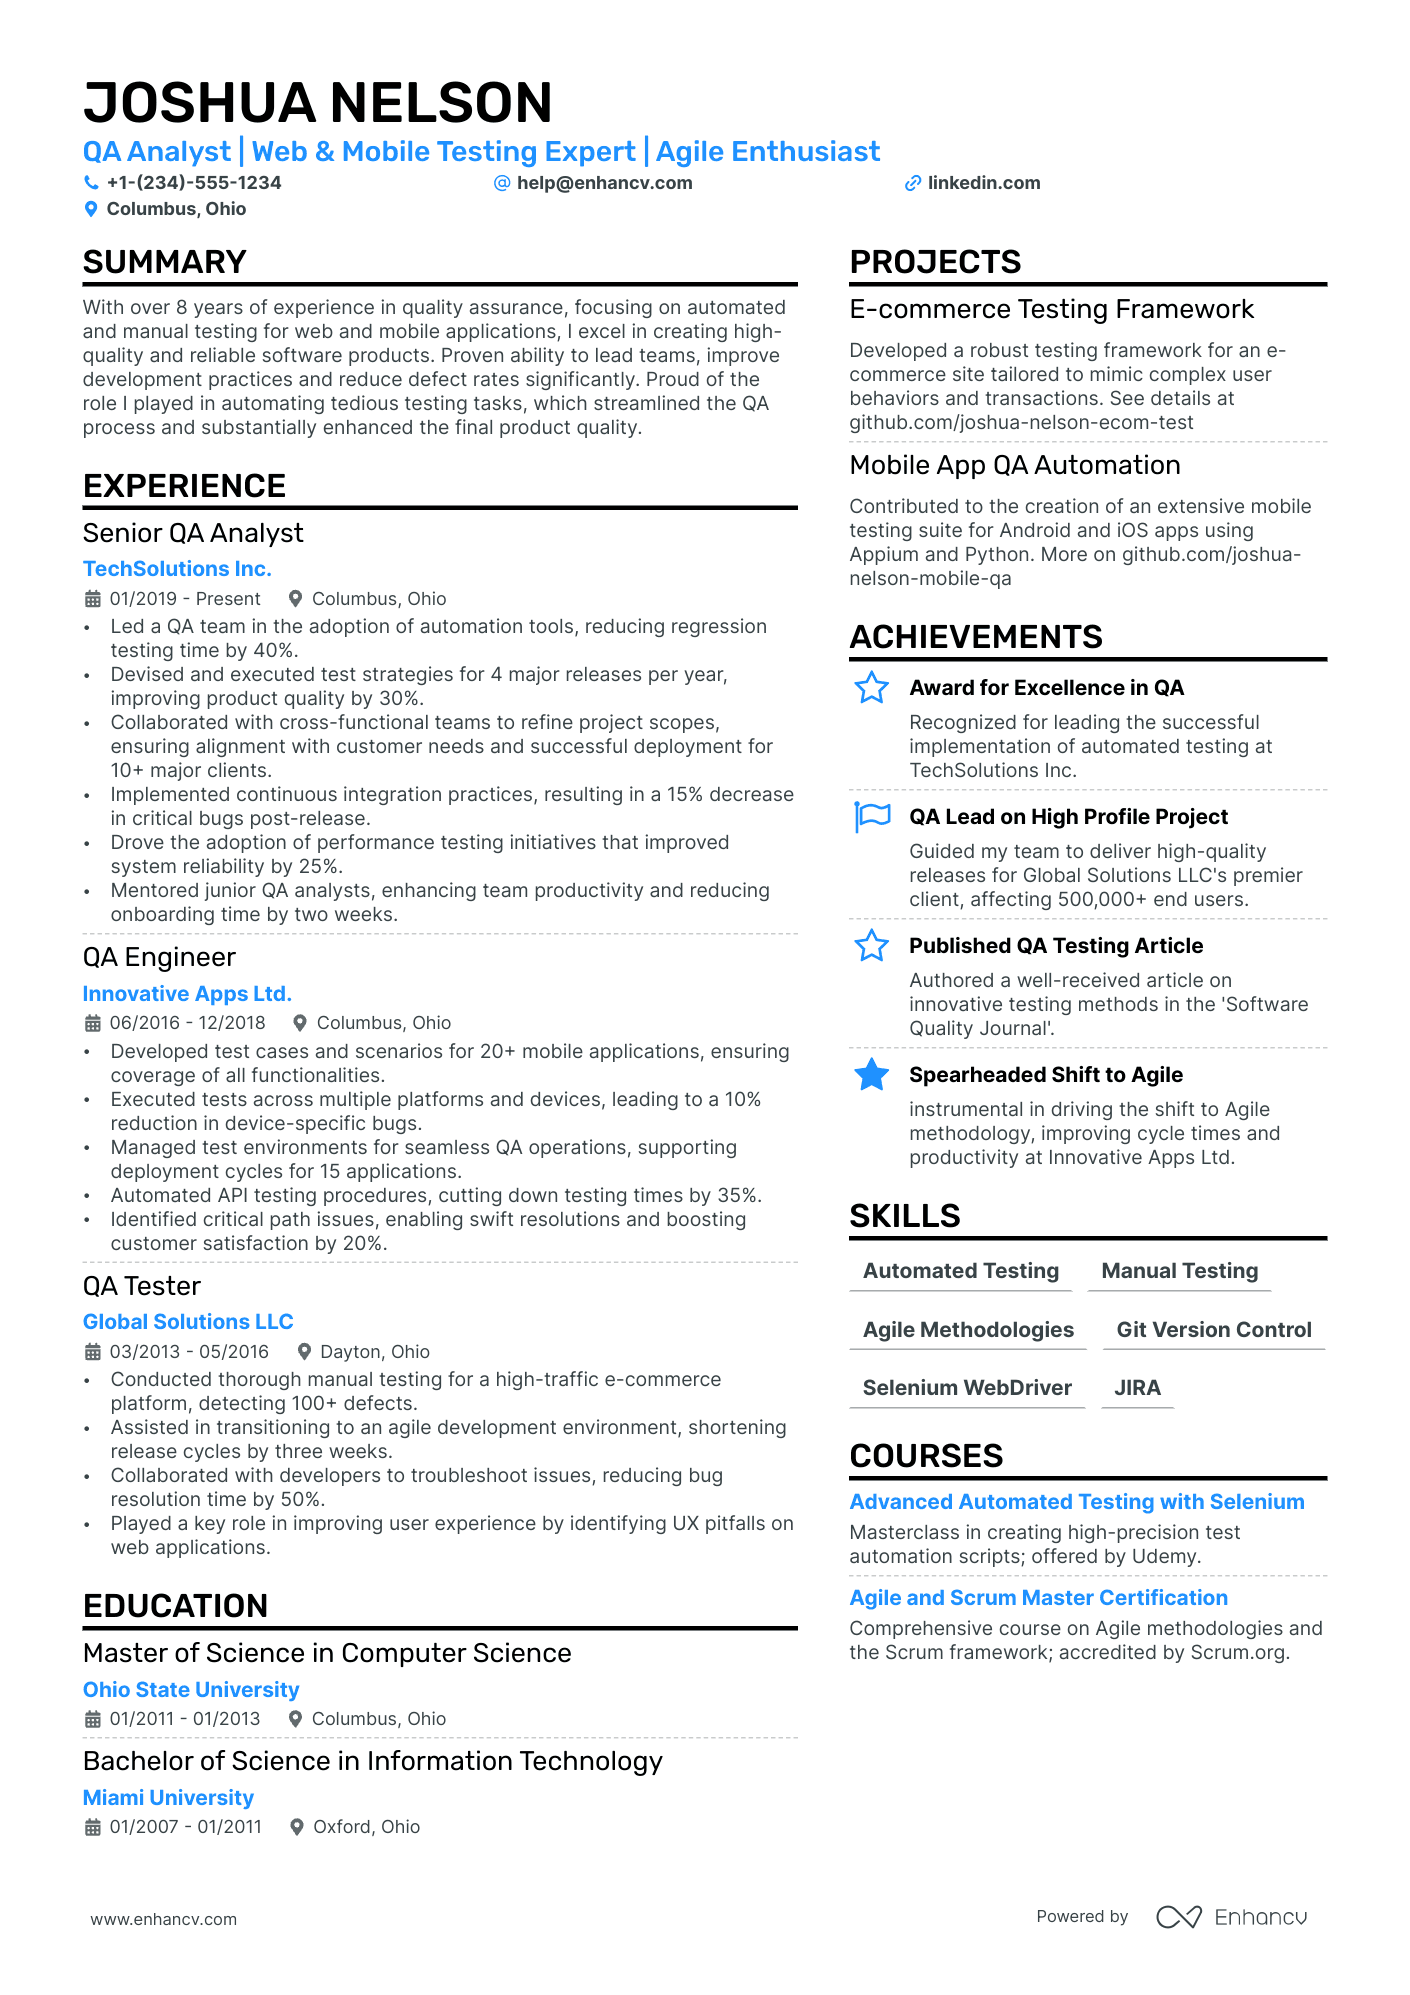 JOSHUA NELSON
QA Analyst | Web & Mobile Testing Expert | Agile Enthusiast
+1-(234)-555-1234
help@enhancv.com
linkedin.com
Columbus, Ohio
SUMMARY
With over 8 years of experience in quality assurance, focusing on automated
and manual testing for web and mobile applications, I excel in creating high-
quality and reliable software products. Proven ability to lead teams, improve
development practices and reduce defect rates significantly. Proud of the
role I played in automating tedious testing tasks, which streamlined the QA
process and substantially enhanced the final product quality.
EXPERIENCE
Senior QA Analyst
TechSolutions Inc.
01/2019 - Present
Columbus, Ohio
• Led a QA team in the adoption of automation tools, reducing regression
testing time by 40%.
• Devised and executed test strategies for 4 major releases per year,
improving product quality by 30%.
• Collaborated with cross-functional teams to refine project scopes,
ensuring alignment with customer needs and successful deployment for
10+ major clients.
• Implemented continuous integration practices, resulting in a 15% decrease
in critical bugs post-release.
• Drove the adoption of performance testing initiatives that improved
system reliability by 25%.
• Mentored junior QA analysts, enhancing team productivity and reducing
onboarding time by two weeks.
QA Engineer
Innovative Apps Ltd.
06/2016 - 12/2018
Columbus, Ohio
• Developed test cases and scenarios for 20+ mobile applications, ensuring
coverage of all functionalities.
• Executed tests across multiple platforms and devices, leading to a 10%
reduction in device-specific bugs.
• Managed test environments for seamless QA operations, supporting
deployment cycles for 15 applications.
• Automated API testing procedures, cutting down testing times by 35%.
• Identified critical path issues, enabling swift resolutions and boosting
customer satisfaction by 20%.
QA Tester
Global Solutions LLC
03/2013 - 05/2016
Dayton, Ohio
• Conducted thorough manual testing for a high-traffic e-commerce
platform, detecting 100+ defects.
• Assisted in transitioning to an agile development environment, shortening
release cycles by three weeks.
• Collaborated with developers to troubleshoot issues, reducing bug
resolution time by 50%.
• Played a key role in improving user experience by identifying UX pitfalls on
web applications.
EDUCATION
Master of Science in Computer Science
Ohio State University
01/2011 - 01/2013
Columbus, Ohio
Bachelor of Science in Information Technology
Miami University
01/2007 - 01/2011
Oxford, Ohio
PROJECTS
E-commerce Testing Framework
Developed a robust testing framework for an e-
commerce site tailored to mimic complex user
behaviors and transactions. See details at
github.com/joshua-nelson-ecom-test
Mobile App QA Automation
Contributed to the creation of an extensive mobile
testing suite for Android and iOS apps using
Appium and Python. More on github.com/joshua-
nelson-mobile-qa
ACHIEVEMENTS
Award for Excellence in QA
Recognized for leading the successful
implementation of automated testing at
TechSolutions Inc.
QA Lead on High Profile Project
Guided my team to deliver high-quality
releases for Global Solutions LLC's premier
client, affecting 500,000+ end users.
Published QA Testing Article
Authored a well-received article on
innovative testing methods in the 'Software
Quality Journal'.
Spearheaded Shift to Agile
instrumental in driving the shift to Agile
methodology, improving cycle times and
productivity at Innovative Apps Ltd.
SKILLS
Automated Testing
Manual Testing
Agile Methodologies
Git Version Control
Selenium WebDriver
JIRA
COURSES
Advanced Automated Testing with Selenium
Masterclass in creating high-precision test
automation scripts; offered by Udemy.
Agile and Scrum Master Certification
Comprehensive course on Agile methodologies and
the Scrum framework; accredited by Scrum.org.
www.enhancv.com
Powered by
Enhancv